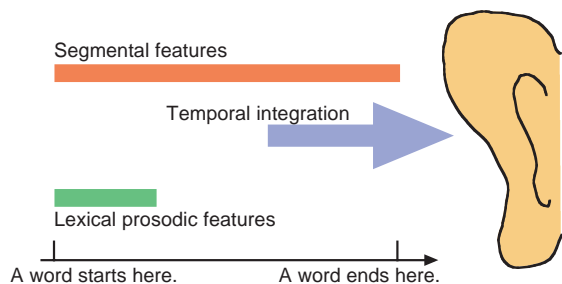 Segmental features
Temporal integration
Lexical prosodic features
A word starts here.
A word ends here.